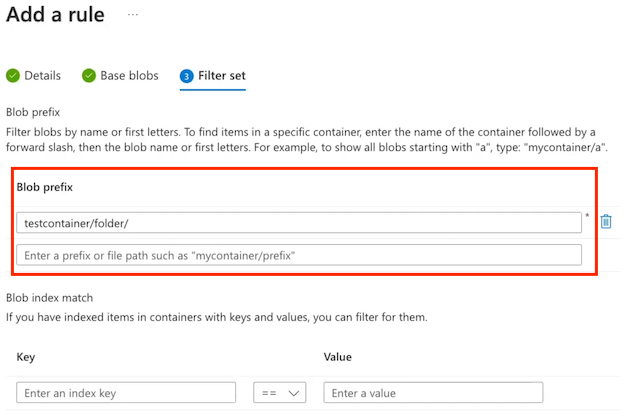 Add a rule ...
Details Base blobs 3 Filter set
Blob prefix
Filter blobs by name or first letters. To find items in a specific container, enter the name of the container followed by a
forward slash, then the blob name or first letters. For example, to show all blobs starting with "a", type: "mycontainer/a".
Blob prefix
testcontainer/folder/ *
Enter a prefix or file path such as "mycontainer/prefix"
Blob index match
If you have indexed items in containers with keys and values, you can filter for them.
Key Value
Enter an index key == Enter a value